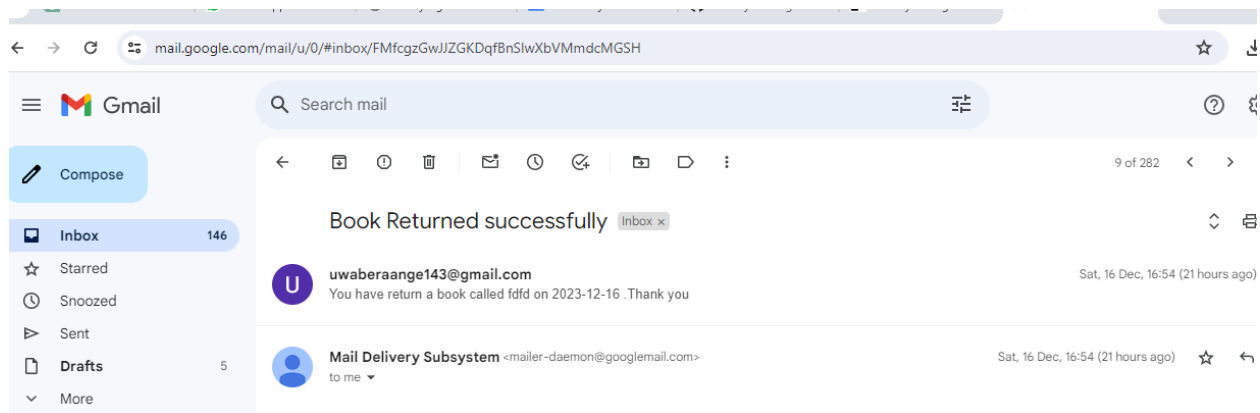 mail.google.com/mail/u/0/#inbox/FMfcgzGwJJZGKDqfBnSlwXbVMmdcMGSH
Gmail
Search mail
Compose
9 of 282
Book Returned successfully Inbox ×
Inbox 146
uwaberaange143@gmail.com Sat, 16 Dec, 16:54 (21 hours ago)
U
You have return a book called fdfd on 2023-12-16 .Thank you
Starred
Snoozed
Sent
Mail Delivery Subsystem <mailer-daemon@googlemail.com> Sat, 16 Dec, 16:54 (21 hours ago)
Drafts 5
to me
More